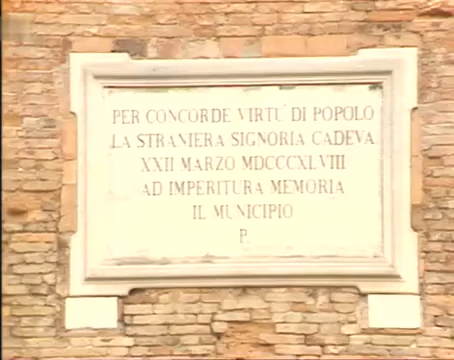 PER CONCORDE VIRTU' DI POPOLO
LA STRANIERA SIGNORIA CADEVA
XXII MARZO MDCCCXLVIII
AD IMPERITURA MEMORIA
IL MUNICIPIO
P.